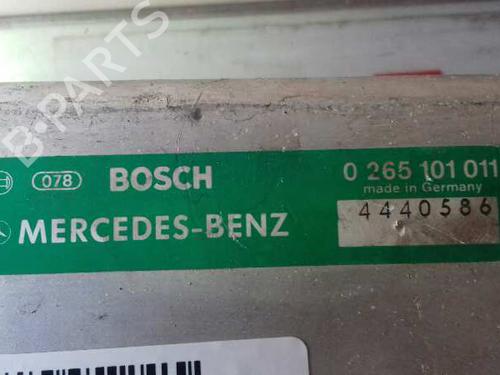 B-PARTS
078 BOSCH 0 265 101 011
made in Germany
MERCEDES-BENZ 4440586